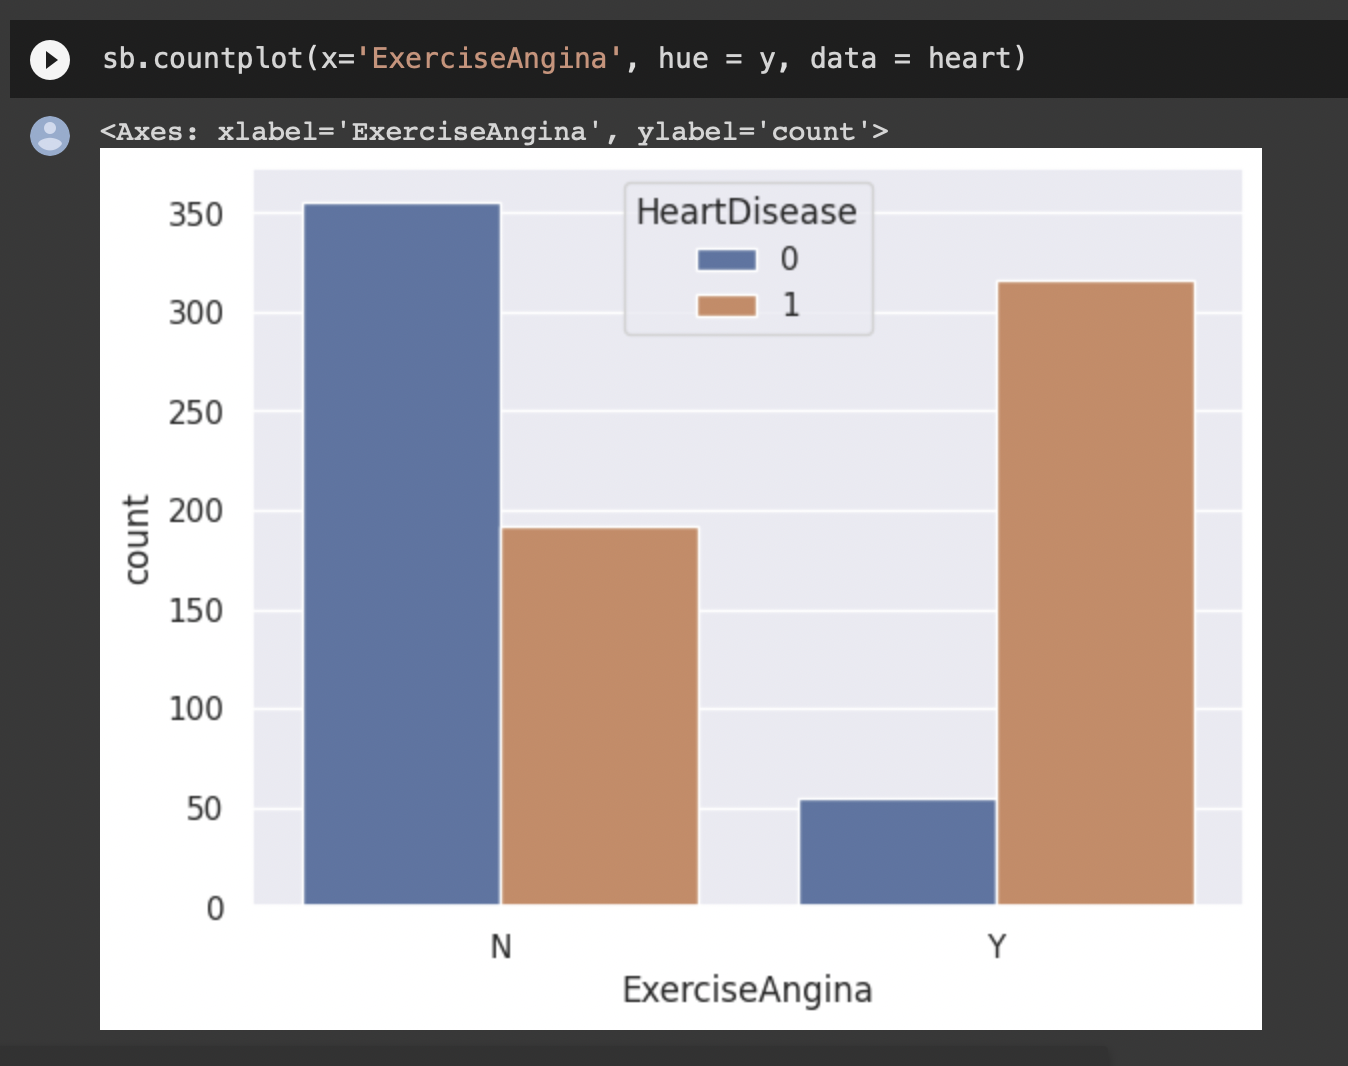 sb.countplot(x='ExerciseAngina', hue = y, data = heart)
<Axes: xlabel='ExerciseAngina', ylabel='count'>
HeartDisease
0
1
350
300
250
200
150
100
50
0
count
N
Y
ExerciseAngina